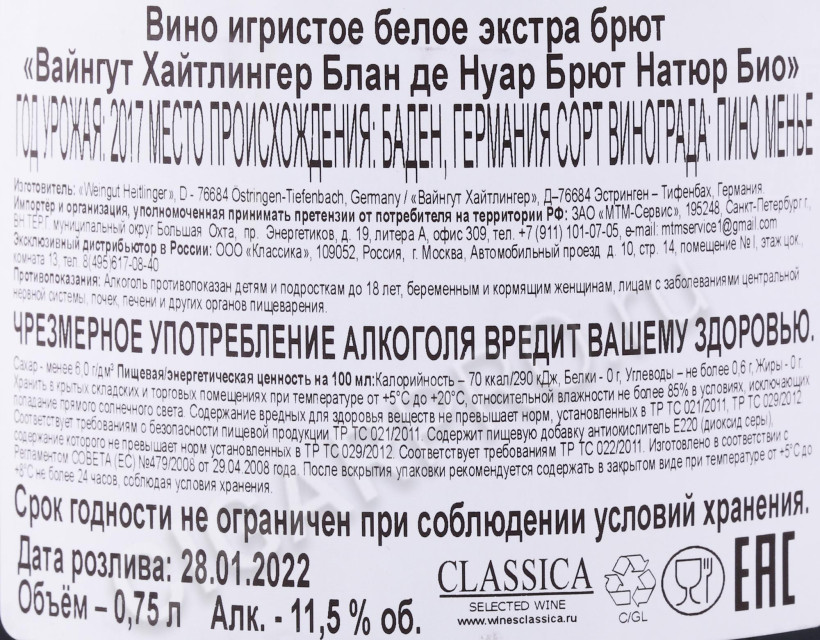 Вино игристое белое экстра брют
«Вайнгут Хайтлингер Блан де Нуар Брют Натюр Био»
ГОД УРОЖАЯ: 2017 МЕСТО ПРОИСХОЖДЕНИЯ: БАДЕН, ГЕРМАНИЯ СОРТ ВИНОГРАДА: ПИНО МЕНЬЕ
Изготовитель: «Weingut Heitlinger», D - 76684 Östringen-Tiefenbach, Germany / «Вайнгут Хайтлингер», Д–76684 Эстринген – Тифенбах, Германия
Импортер и организация, уполномоченная принимать претензии от потребителя на территории РФ: ЗАО «МТМ-Сервис», 195248, Санкт-Петербург г.,
ВН ТЕРГ. муниципальный округ Большая Охта, пр. Энергетиков, д. 19, литера А, офис 309, тел. +7 (911) 101-07-05, e-mail: mtmservice1@gmail.com
Эксклюзивный дистрибьютор в России: ООО «Классика», 109052, Россия, г. Москва, Автомобильный проезд д. 10, стр. 14, помещение № I, этаж цок.,
комната 13, тел. 8(495)617-08-40
Противопоказания: Алкоголь противопоказан детям и подросткам до 18 лет, беременным и кормящим женщинам, лицам с заболеваниями центральной
нервной системы, почек, печени и других органов пищеварения.
ЧРЕЗМЕРНОЕ УПОТРЕБЛЕНИЕ АЛКОГОЛЯ ВРЕДИТ ВАШЕМУ ЗДОРОВЬЮ.
Сахар - менее 6,0 г/дм³ Пищевая/энергетическая ценность на 100 мл:Калорийность – 70 ккал/290 кДж, Белки - 0 г, Углеводы – не более 0,6 г, Жиры - 0 г.
Хранить в крытых складских и торговых помещениях при температуре от +5°С до +20°С, относительной влажности не более 85% в условиях, исключающих
попадание прямого солнечного света. Содержание вредных для здоровья веществ не превышает норм, установленных в ТР ТС 021/2011, ТР ТС 029/2012
Соответствует требованиям о безопасности пищевой продукции ТР ТС 021/2011. Содержит пищевую добавку антиокислитель Е220 (диоксид серы),
содержание которого не превышает норм установленных в ТР ТС 029/2012. Соответствует требованиям ТР ТС 022/2011. Изготовлено в соответствии с
Регламентом СОВЕТА (ЕС) №479/2008 от 29.04 2008 года. После вскрытия упаковки рекомендуется содержать в закрытом виде при температуре от +5°С до
+8°С не более 24 часов, соблюдая условия хранения.
Срок годности не ограничен при соблюдении условий хранения.
Дата розлива: 28.01.2022
Объём – 0,75 л Алк. - 11,5 % об.
CLASSICA
SELECTED WINE
www.winesclassica.ru
C/GL
EAC